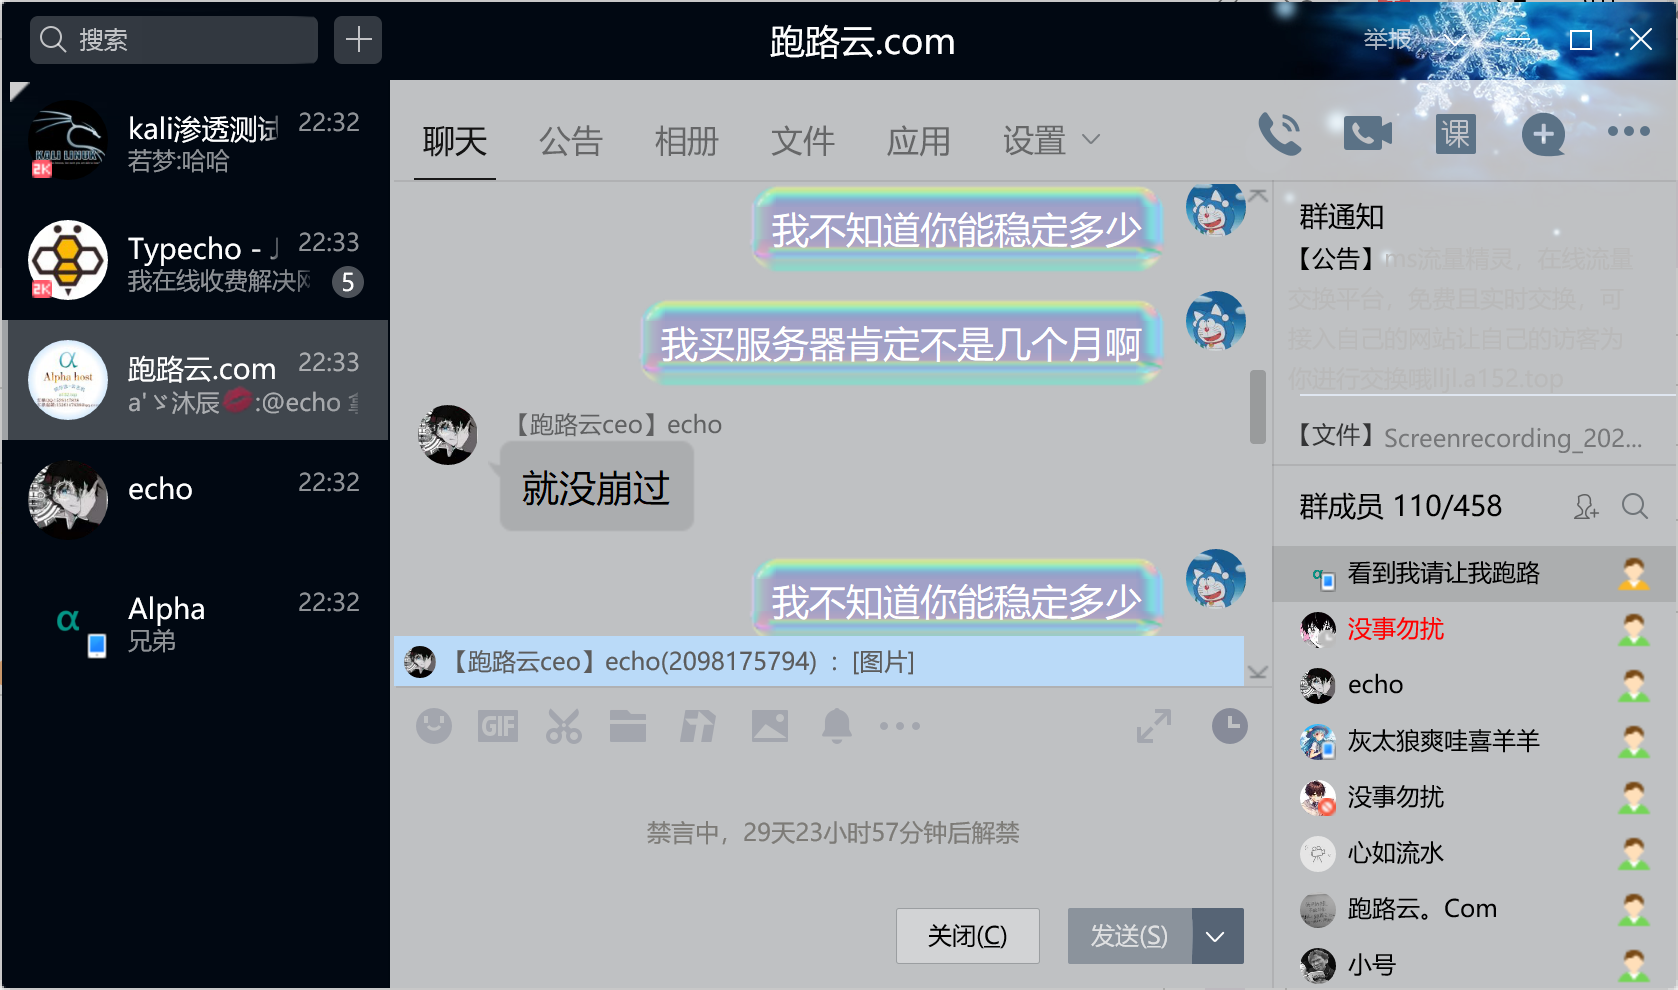 搜索
跑路云.com
举报
kali渗透测试
22:32
若梦:哈哈
2K
Typecho -
22:33
我在线收费解决网
5
2K
α
Alpha host
跑路云.com
22:33
a'ゞ沐辰💋:@echo
echo
22:32
α
Alpha
22:32
兄弟
聊天
公告
相册
文件
应用
设置
课
我不知道你能稳定多少
我买服务器肯定不是几个月啊
【跑路云ceo】echo
就没崩过
我不知道你能稳定多少
【跑路云ceo】echo(2098175794) : [图片]
GIF
禁言中，29天23小时57分钟后解禁
关闭(C)
发送(S)
群通知
【公告】ms流量精灵，在线流量
交换平台，免费且实时交换，可
接入自己的网站让自己的访客为
你进行交换哦lljl.a152.top
【文件】Screenrecording_202...
群成员 110/458
看到我请让我跑路
没事勿扰
echo
灰太狼爽哇喜羊羊
没事勿扰
心如流水
跑路云。Com
小号